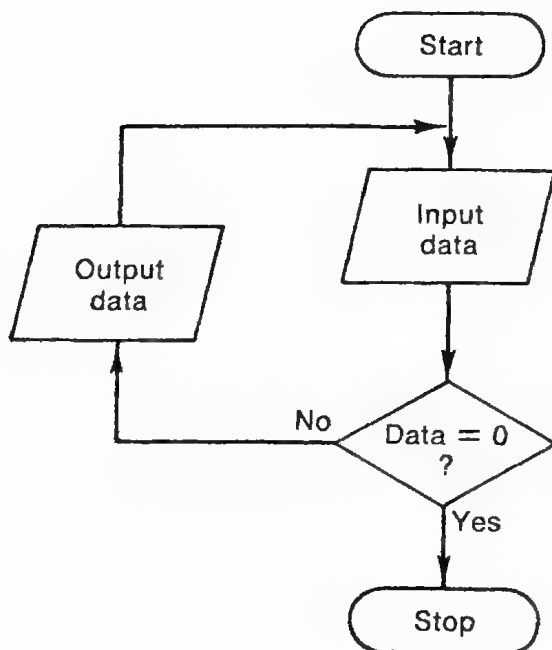 Start
Input
data
Output
data
No
Data = 0
?
Yes
Stop